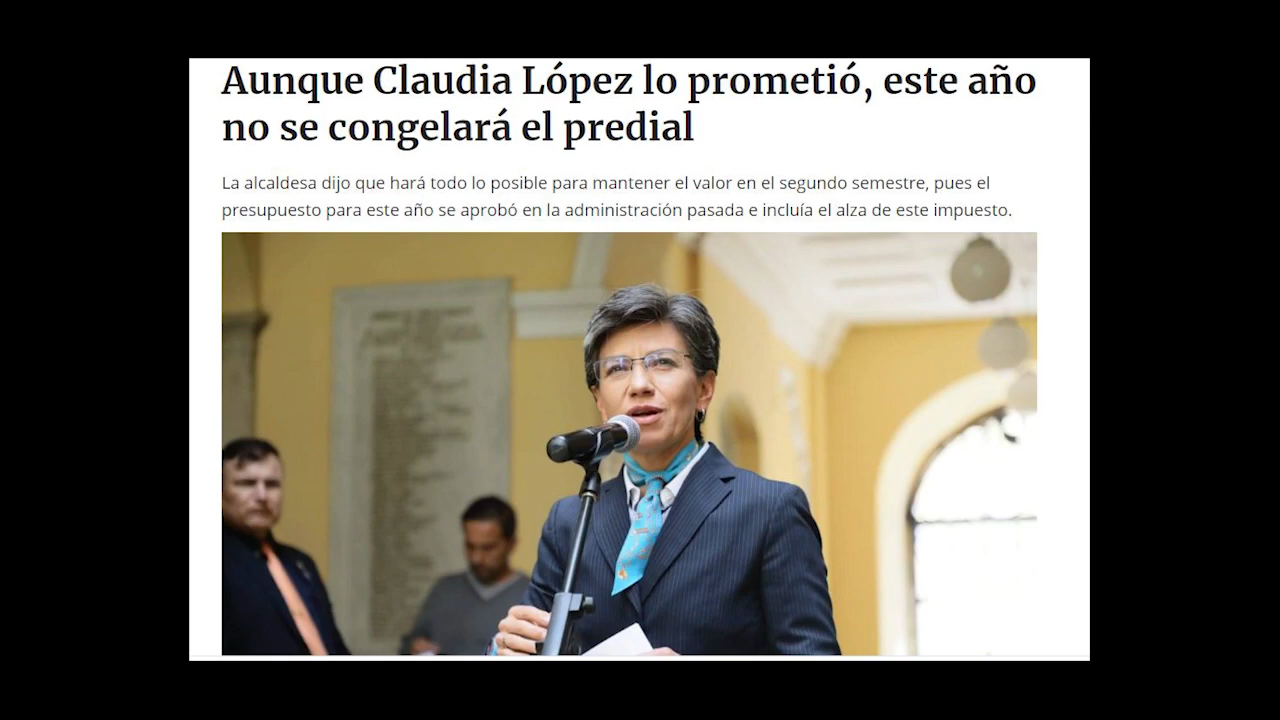 Aunque Claudia López lo prometió, este año
no se congelará el predial
La alcaldesa dijo que hará todo lo posible para mantener el valor en el segundo semestre, pues el
presupuesto para este año se aprobó en la administración pasada e incluía el alza de este impuesto.